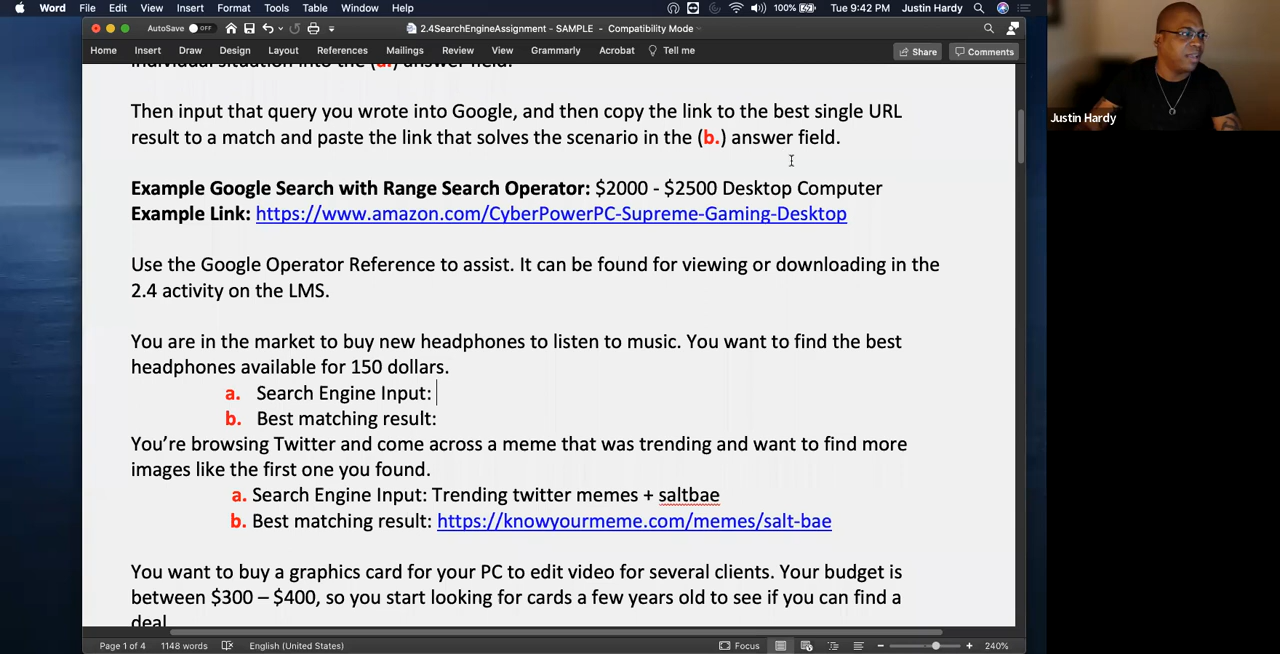 Word File Edit View Insert Format Tools Table Window Help 100% Tue 9:42 PM Justin Hardy
AutoSave OFF 2.4SearchEngineAssignment - SAMPLE - Compatibility Mode
Home Insert Draw Design Layout References Mailings Review View Grammarly Acrobat Tell me Share Comments
individual situation into the (a.) answer field.
Then input that query you wrote into Google, and then copy the link to the best single URL
result to a match and paste the link that solves the scenario in the (b.) answer field.
Example Google Search with Range Search Operator: $2000 - $2500 Desktop Computer
Example Link: https://www.amazon.com/CyberPowerPC-Supreme-Gaming-Desktop
Use the Google Operator Reference to assist. It can be found for viewing or downloading in the
2.4 activity on the LMS.
You are in the market to buy new headphones to listen to music. You want to find the best
headphones available for 150 dollars.
a. Search Engine Input:
b. Best matching result:
You’re browsing Twitter and come across a meme that was trending and want to find more
images like the first one you found.
a. Search Engine Input: Trending twitter memes + saltbae
b. Best matching result: https://knowyourmeme.com/memes/salt-bae
You want to buy a graphics card for your PC to edit video for several clients. Your budget is
between $300 – $400, so you start looking for cards a few years old to see if you can find a
deal
Page 1 of 4 1148 words English (United States) Focus 240%
Justin Hardy